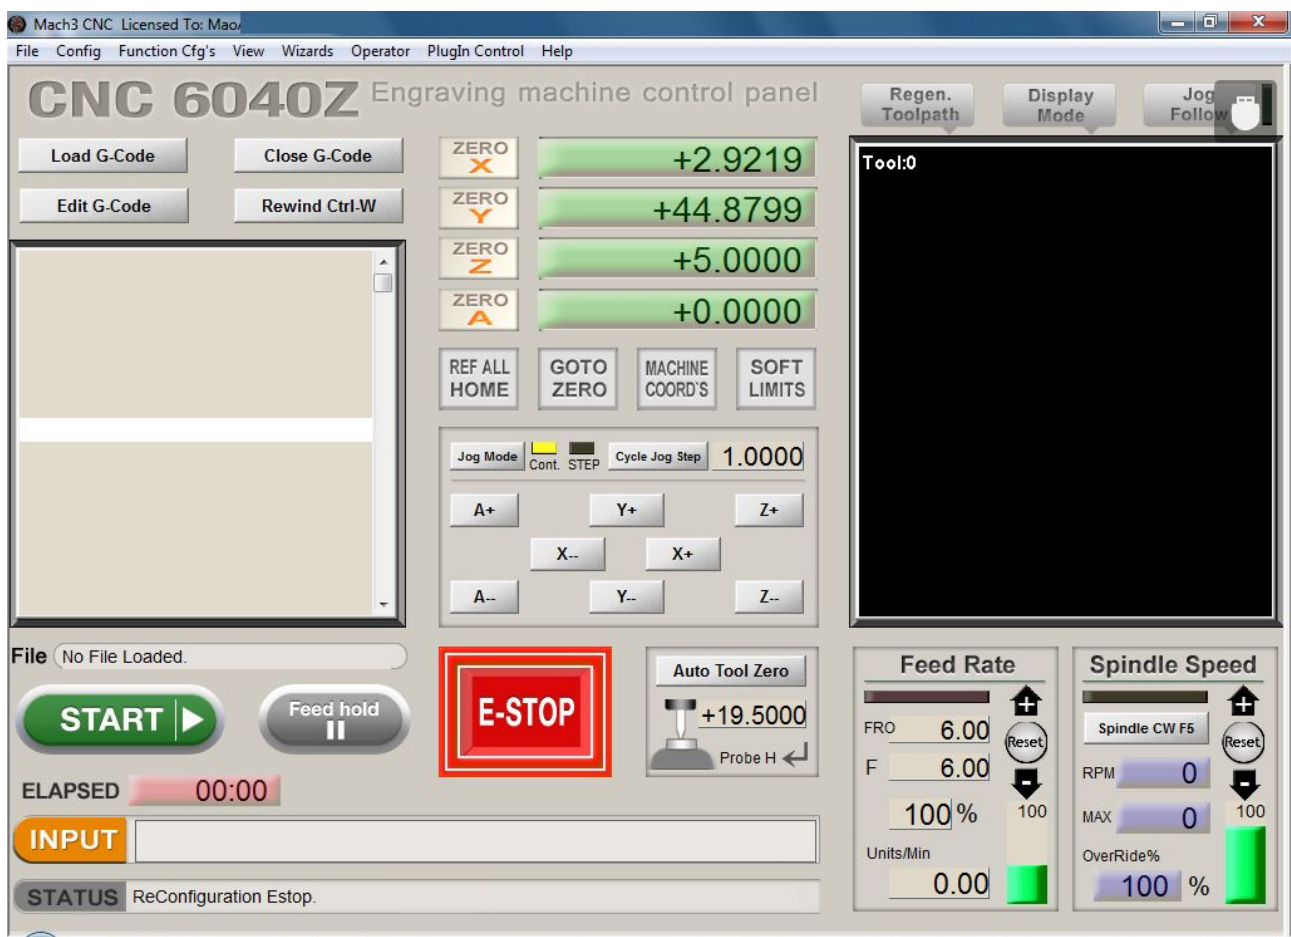 Mach3 CNC Licensed To: Mao
File Config Function Cfg's View Wizards Operator PlugIn Control Help
CNC 6040Z Engraving machine control panel
Regen. Toolpath
Display Mode
Jog Follow
Load G-Code
Close G-Code
Edit G-Code
Rewind Ctrl-W
ZERO X +2.9219
ZERO Y +44.8799
ZERO Z +5.0000
ZERO A +0.0000
Tool:0
REF ALL HOME
GOTO ZERO
MACHINE COORD'S
SOFT LIMITS
Jog Mode Cont. STEP Cycle Jog Step 1.0000
A+ Y+ Z+
X-- X+
A-- Y-- Z--
File No File Loaded.
START
Feed hold
E-STOP
Auto Tool Zero
+19.5000
Probe H
ELAPSED 00:00
INPUT
STATUS ReConfiguration Estop.
Feed Rate
FRO 6.00
Reset
F 6.00
100 % 100
Units/Min
0.00
Spindle Speed
Spindle CW F5
Reset
RPM 0
MAX 0 100
OverRide%
100 %